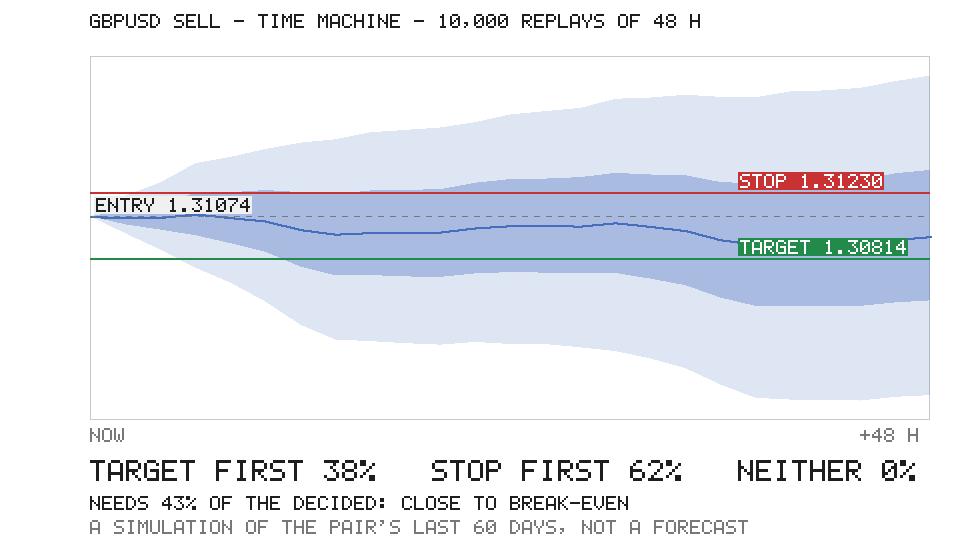 GBPUSD SELL - TIME MACHINE - 10,000 REPLAYS OF 48 H
STOP 1.31230
ENTRY 1.31074
TARGET 1.30814
NOW +48 H
TARGET FIRST 38% STOP FIRST 62% NEITHER 0%
NEEDS 43% OF THE DECIDED: CLOSE TO BREAK-EVEN
A SIMULATION OF THE PAIR'S LAST 60 DAYS, NOT A FORECAST